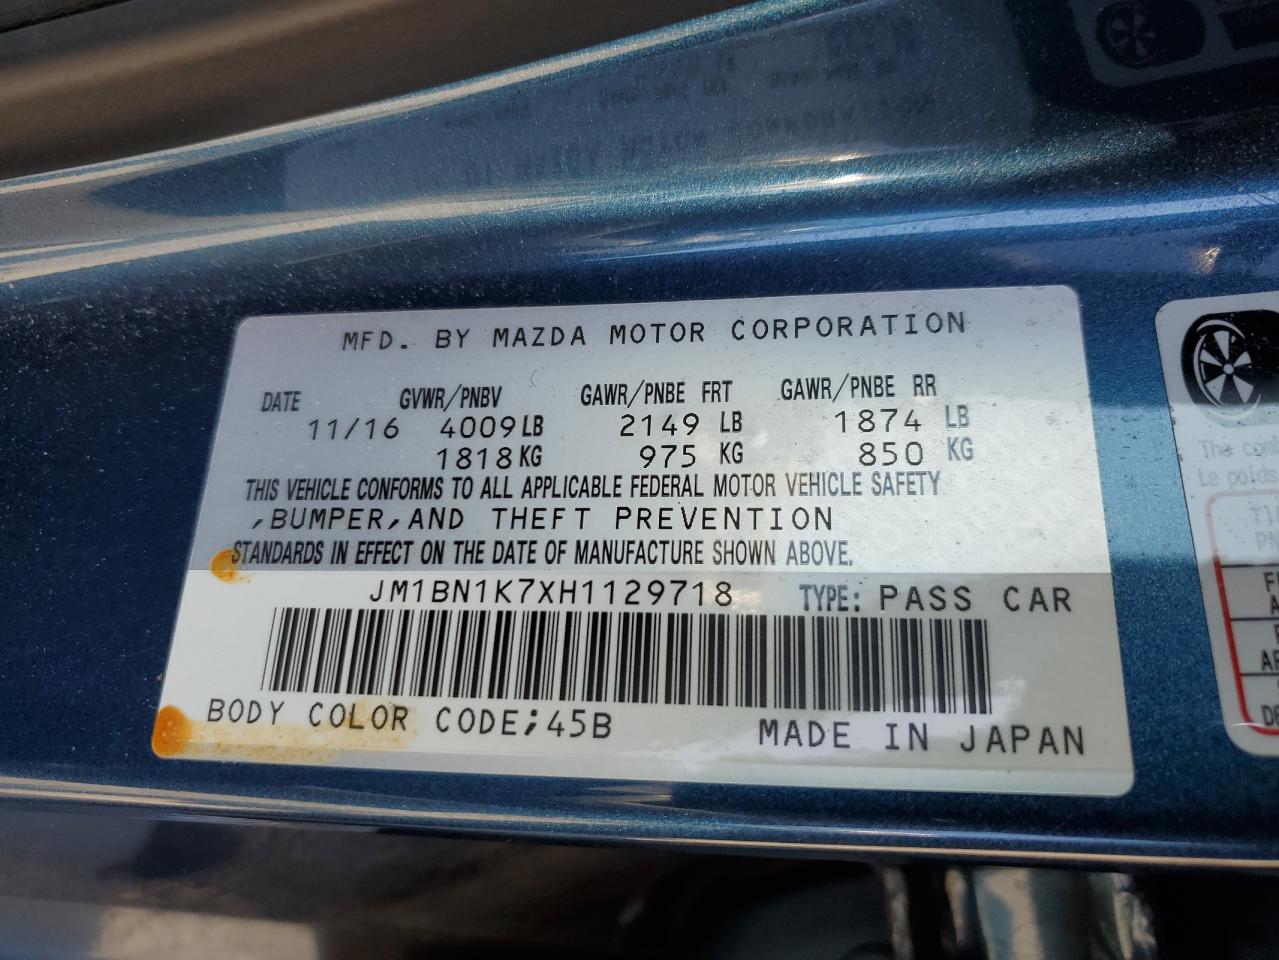 MFD. BY MAZDA MOTOR CORPORATION
DATE GVWR/PNBV GAWR/PNBE FRT GAWR/PNBE RR
11/16 4009LB 2149 LB 1874 LB
1818KG 975 KG 850 KG
THIS VEHICLE CONFORMS TO ALL APPLICABLE FEDERAL MOTOR VEHICLE SAFETY
,BUMPER,AND THEFT PREVENTION
STANDARDS IN EFFECT ON THE DATE OF MANUFACTURE SHOWN ABOVE.
JM1BN1K7XH1129718 TYPE: PASS CAR
BODY COLOR CODE;45B MADE IN JAPAN
The
Le poids